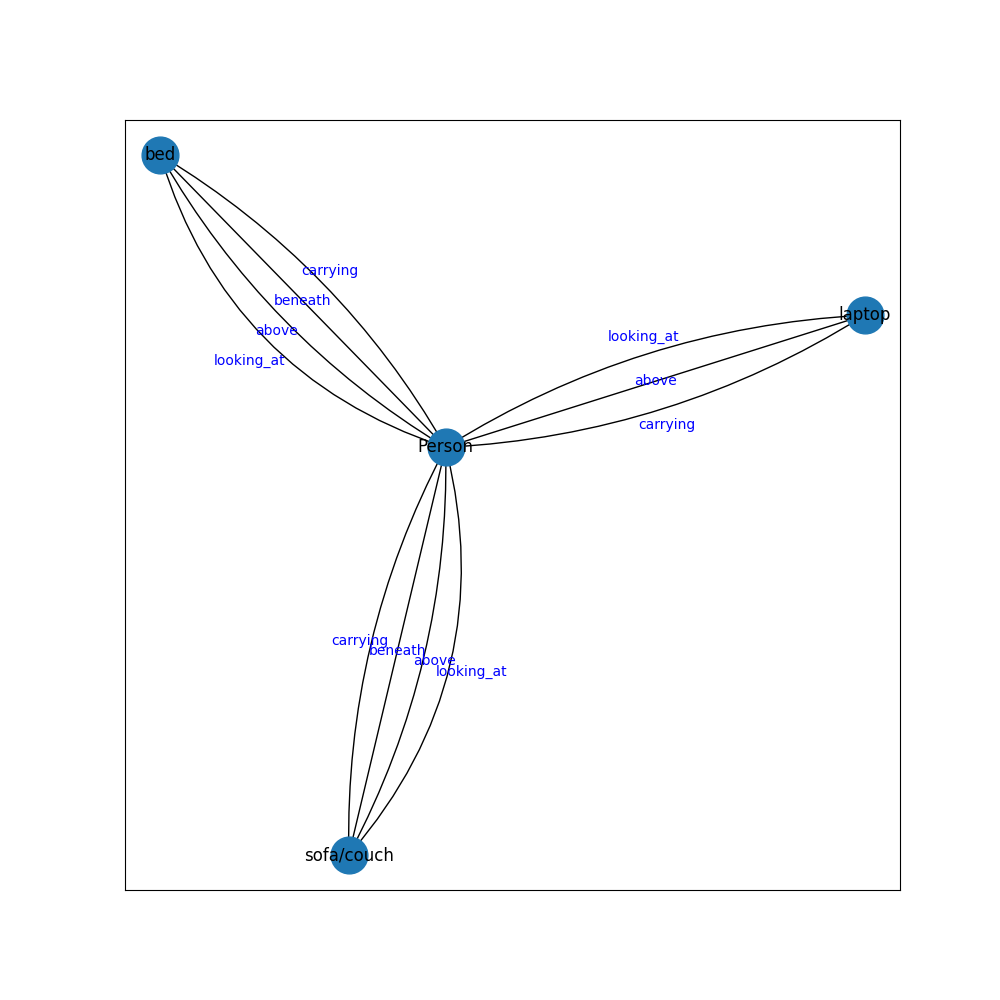 bed
carrying
beneath
laptop
above
looking_at
looking_at
above
carrying
Person
carrying
beneath
above
looking_at
sofa/couch